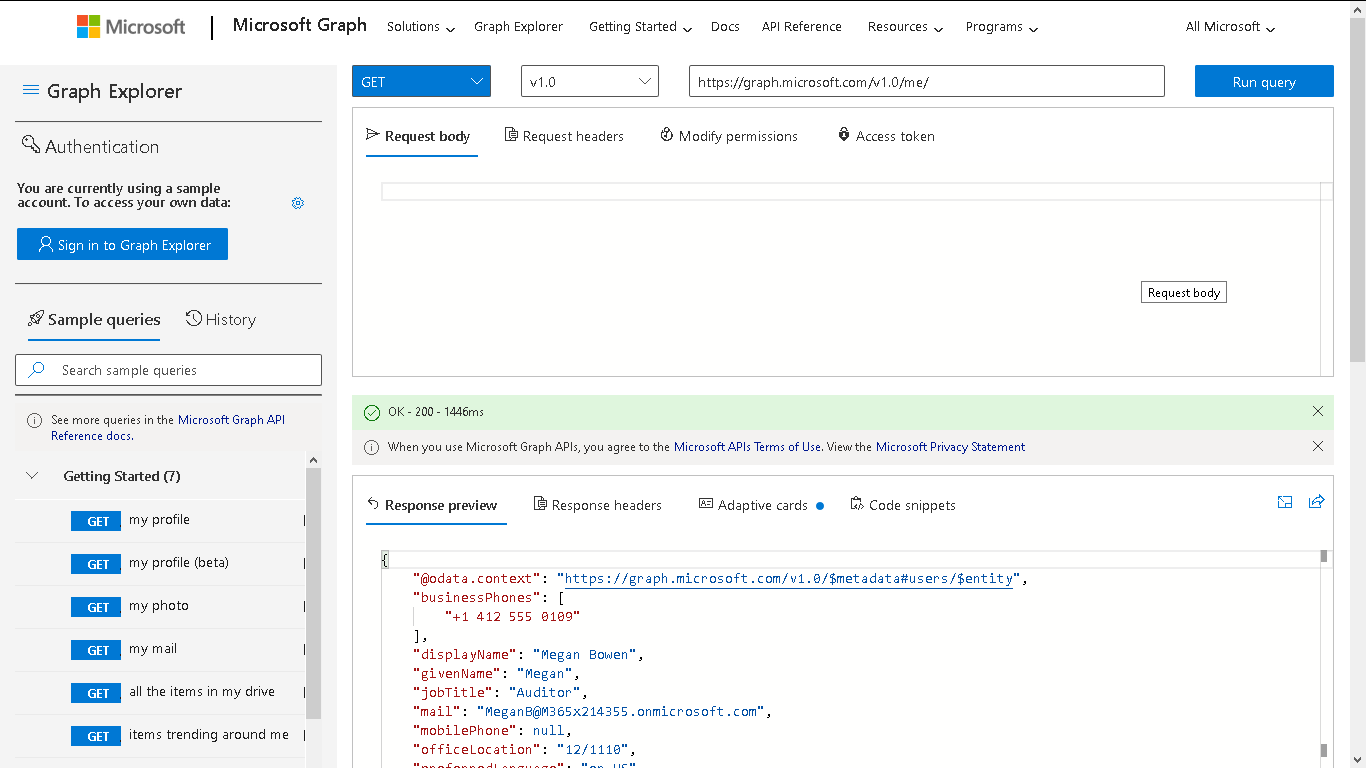 Microsoft
Microsoft Graph
Solutions
Graph Explorer
Getting Started
Docs
API Reference
Resources
Programs
All Microsoft
Graph Explorer
Authentication
You are currently using a sample
account. To access your own data:
Sign in to Graph Explorer
Sample queries
History
Search sample queries
See more queries in the Microsoft Graph API
Reference docs.
Getting Started (7)
GET my profile
GET my profile (beta)
GET my photo
GET my mail
GET all the items in my drive
GET items trending around me
GET
v1.0
https://graph.microsoft.com/v1.0/me/
Run query
Request body
Request headers
Modify permissions
Access token
Request body
OK - 200 - 1446ms
When you use Microsoft Graph APIs, you agree to the Microsoft APIs Terms of Use. View the Microsoft Privacy Statement
Response preview
Response headers
Adaptive cards
Code snippets
{
"@odata.context": "https://graph.microsoft.com/v1.0/$metadata#users/$entity",
"businessPhones": [
"+1 412 555 0109"
],
"displayName": "Megan Bowen",
"givenName": "Megan",
"jobTitle": "Auditor",
"mail": "MeganB@M365x214355.onmicrosoft.com",
"mobilePhone": null,
"officeLocation": "12/1110",
"preferredLanguage": "en-US"